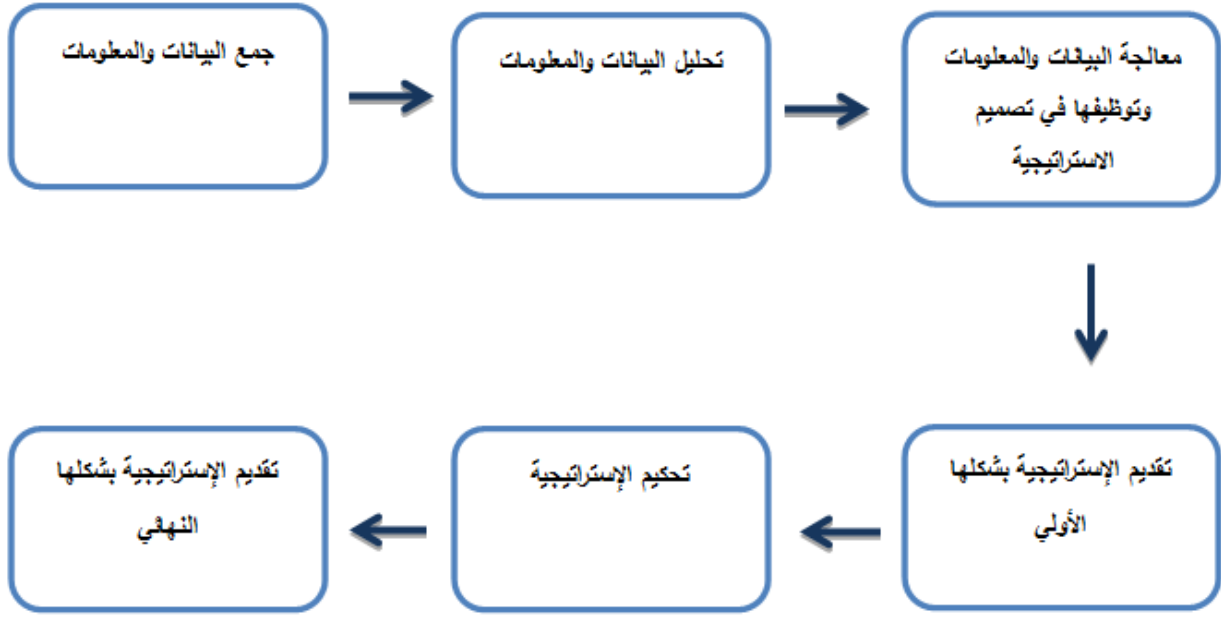 جمع البيانات والمعلومات
تحليل البيانات والمعلومات
معالجة البيانات والمعلومات
وتوظيفها في تصميم
الاستراتيجية
تقديم الإستراتيجية بشكلها
الأولي
تحكيم الإستراتيجية
تقديم الإستراتيجية بشكلها
النهائي